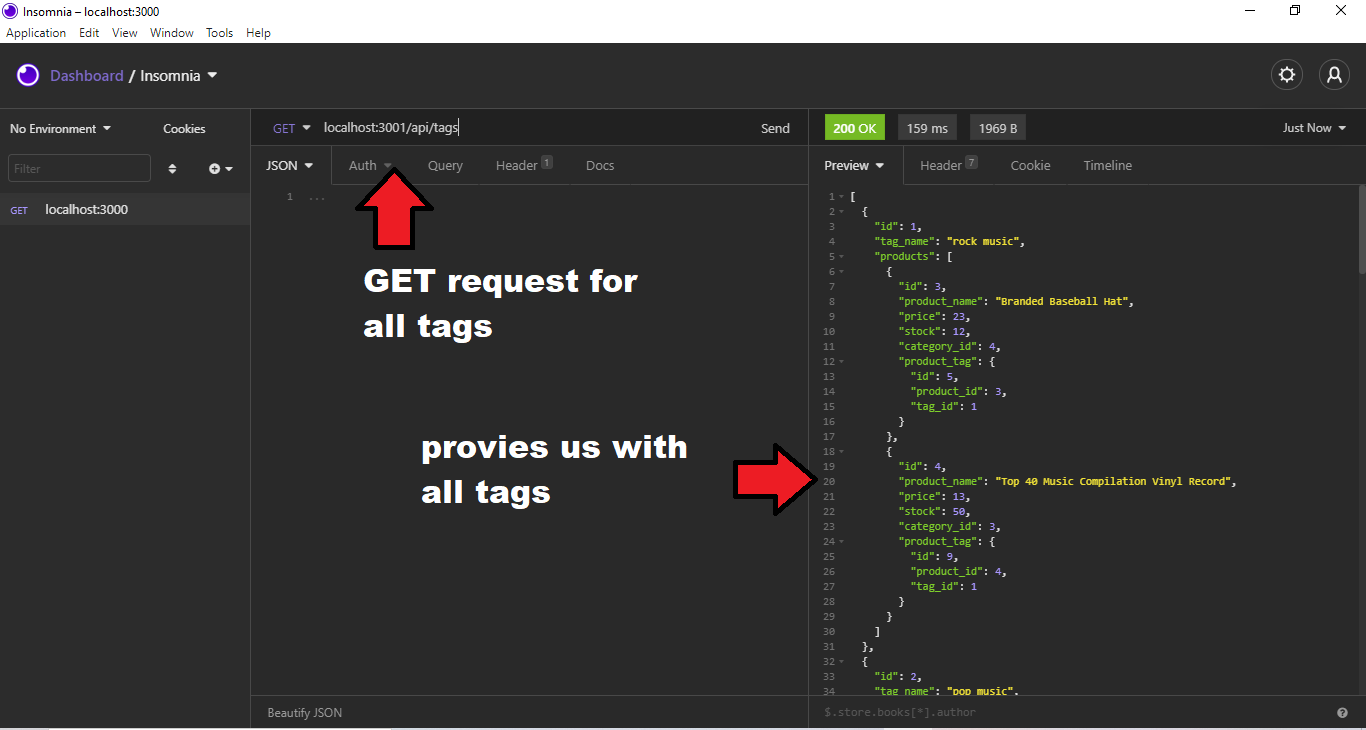 Insomnia – localhost:3000
Application Edit View Window Tools Help
Dashboard / Insomnia
No Environment Cookies
Filter
GET localhost:3000
GET localhost:3001/api/tags Send
JSON Auth Query Header 1 Docs
1 ...
GET request for
all tags
provies us with
all tags
Beautify JSON
200 OK 159 ms 1969 B Just Now
Preview Header 7 Cookie Timeline
1 [
2 {
3 "id": 1,
4 "tag_name": "rock music",
5 "products": [
6 {
7 "id": 3,
8 "product_name": "Branded Baseball Hat",
9 "price": 23,
10 "stock": 12,
11 "category_id": 4,
12 "product_tag": {
13 "id": 5,
14 "product_id": 3,
15 "tag_id": 1
16 }
17 },
18 {
19 "id": 4,
20 "product_name": "Top 40 Music Compilation Vinyl Record",
21 "price": 13,
22 "stock": 50,
23 "category_id": 3,
24 "product_tag": {
25 "id": 9,
26 "product_id": 4,
27 "tag_id": 1
28 }
29 }
30 ]
31 },
32 {
33 "id": 2,
34 "tag_name": "pop music",
$.store.books[*].author